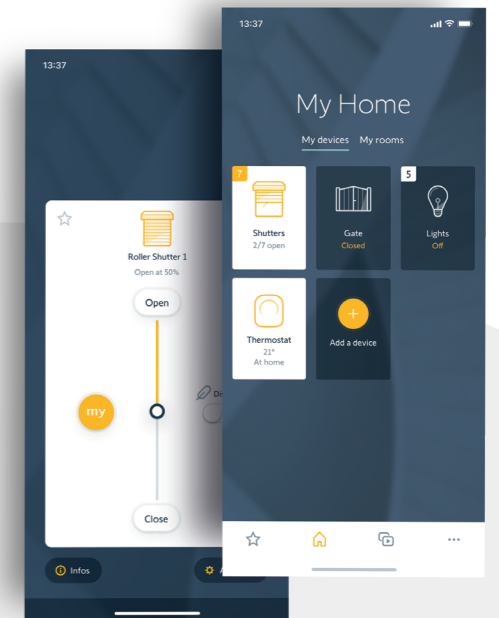 13:37
Roller Shutter 1
Open at 50%
Open
my
Close
Infos
13:37
My Home
My devices My rooms
7
Shutters
2/7 open
Gate
Closed
5
Lights
Off
Thermostat
21°
At home
+
Add a device